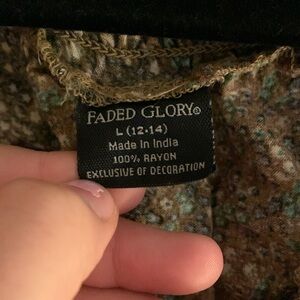 FADED GLORY®
L (12-14)
Made in India
100% RAYON
EXCLUSIVE OF DECORATION